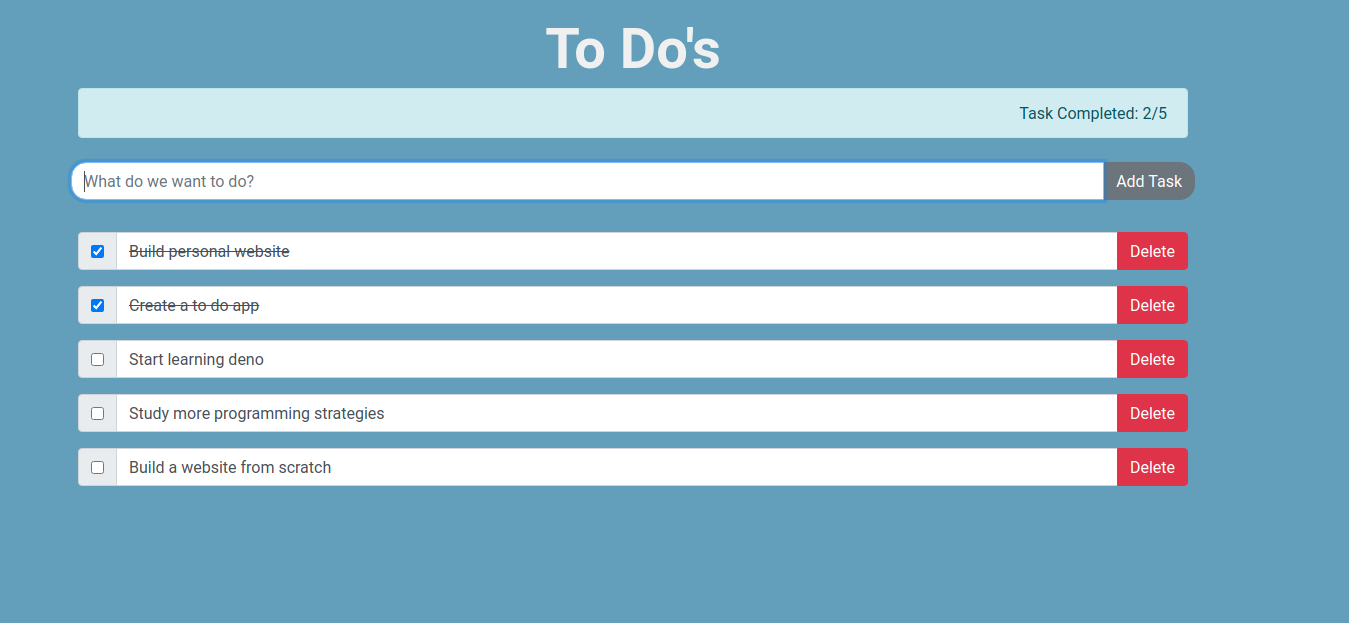 To Do's
Task Completed: 2/5
What do we want to do? Add Task
Build personal website Delete
Create a to do app Delete
Start learning deno Delete
Study more programming strategies Delete
Build a website from scratch Delete